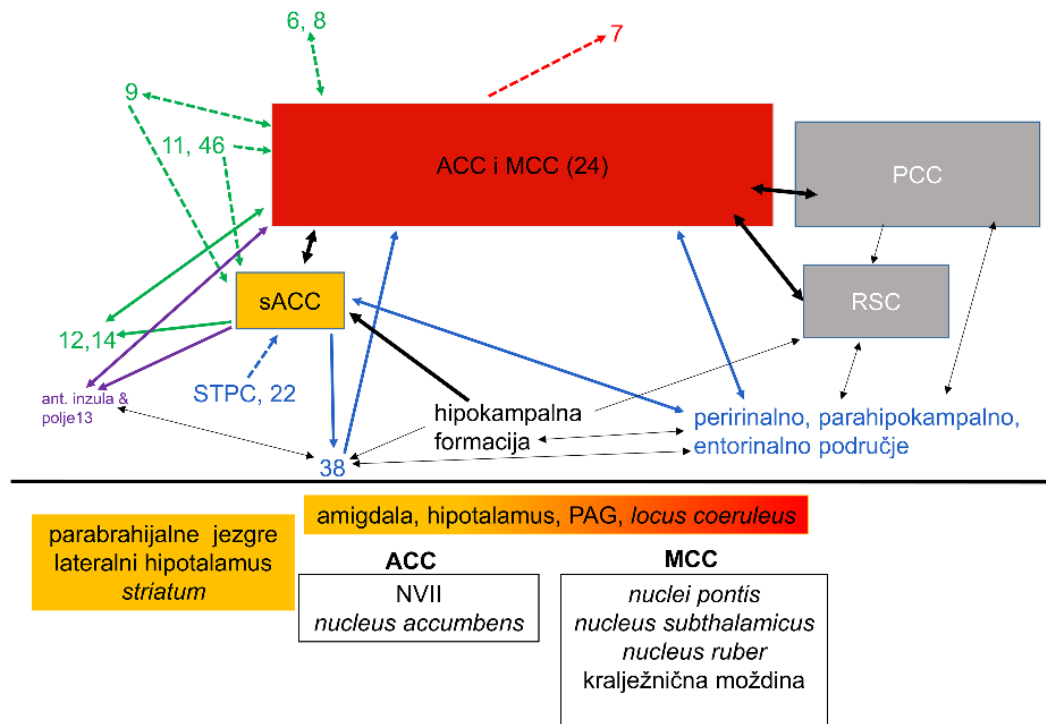 6, 8
7
9
11, 46
ACC i MCC (24)
PCC
sACC
RSC
12,14
ant. inzula &
polje13
STPC, 22
hipokampalna
formacija
peririnalno, parahipokampalno,
entorinalno područje
38
amigdala, hipotalamus, PAG, locus coeruleus
parabrahijalne jezgre
lateralni hipotalamus
striatum
ACC
NVII
nucleus accumbens
MCC
nuclei pontis
nucleus subthalamicus
nucleus ruber
kralježnična moždina